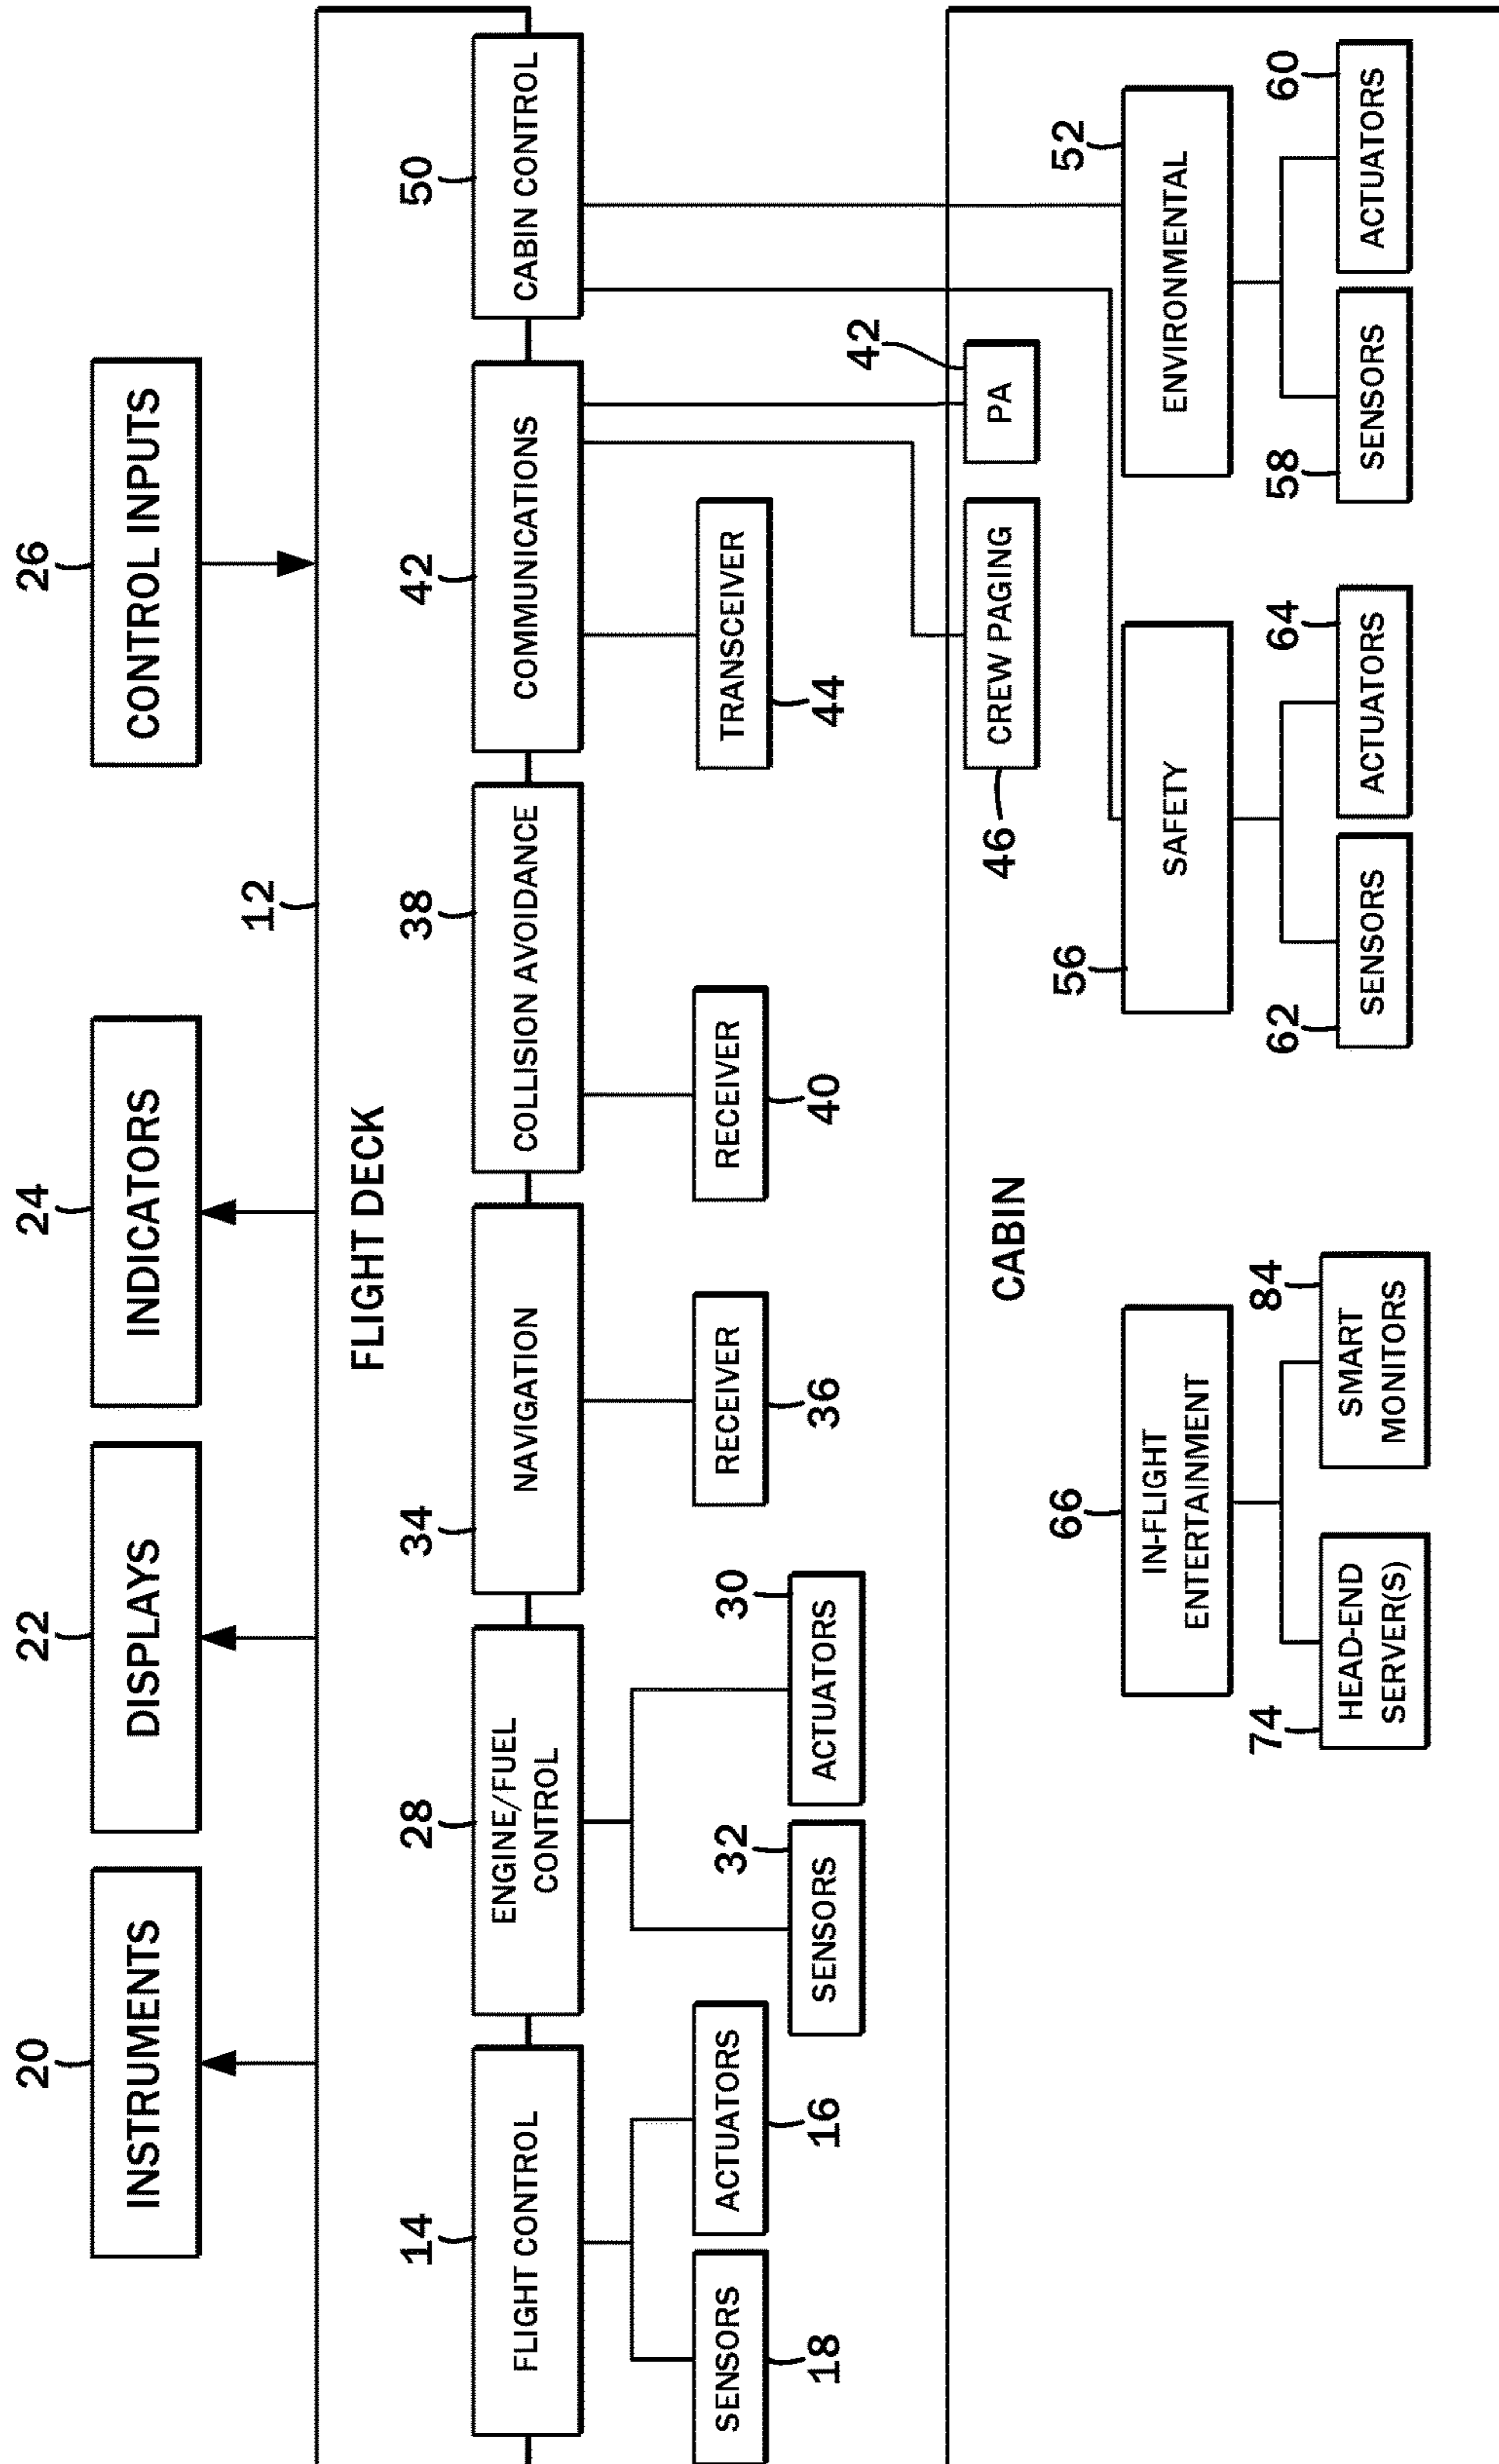 20
INSTRUMENTS
22
DISPLAYS
24
INDICATORS
26
CONTROL INPUTS
12
FLIGHT DECK
14
FLIGHT CONTROL
28
ENGINE/FUEL
CONTROL
34
NAVIGATION
38
COLLISION AVOIDANCE
42
COMMUNICATIONS
50
CABIN CONTROL
SENSORS
18
ACTUATORS
16
32
SENSORS
30
ACTUATORS
RECEIVER
36
RECEIVER
40
TRANSCEIVER
44
CABIN
46
CREW PAGING
42
PA
66
IN-FLIGHT
ENTERTAINMENT
56
SAFETY
52
ENVIRONMENTAL
74
HEAD-END
SERVER(S)
84
SMART
MONITORS
62
SENSORS
64
ACTUATORS
58
SENSORS
60
ACTUATORS